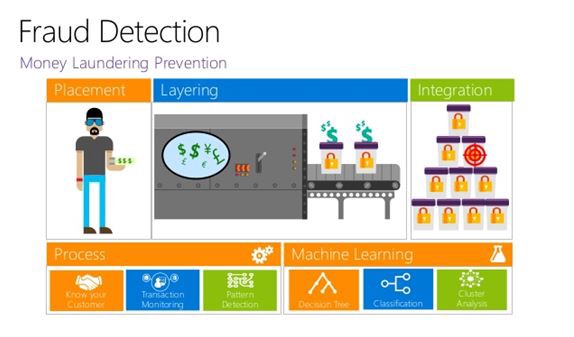 Fraud Detection
Money Laundering Prevention
Placement
Layering
Integration
$$$
$ $ ¥ £
£ €
$$
$
$$
$
Process
Machine Learning
Know your
Customer
Transaction
Monitoring
Pattern
Detection
Decision Tree
Classification
Cluster
Analysis